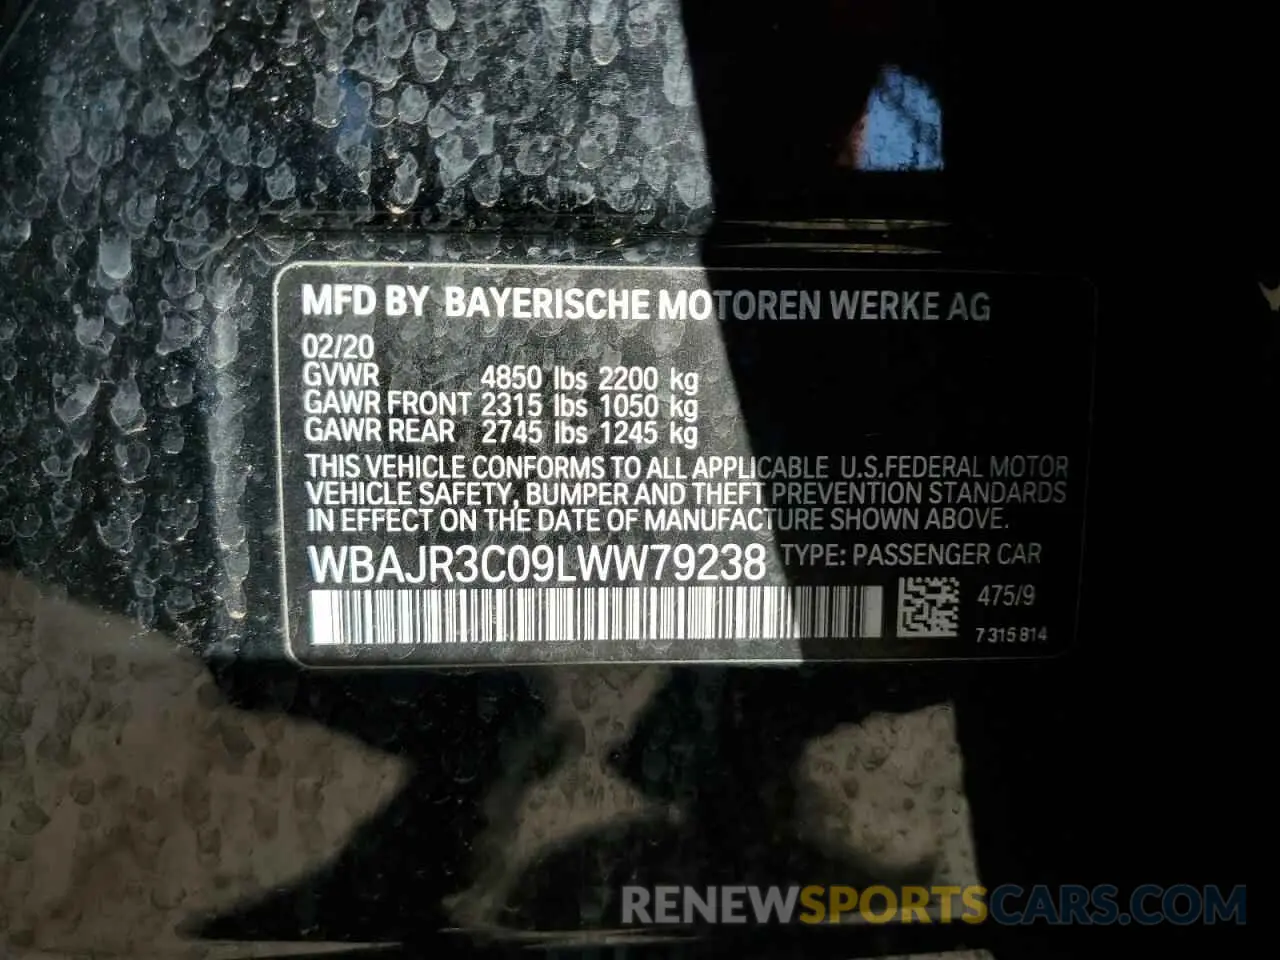 MFD BY BAYERISCHE MOTOREN WERKE AG
02/20
GVWR 4850 lbs 2200 kg
GAWR FRONT 2315 lbs 1050 kg
GAWR REAR 2745 lbs 1245 kg
THIS VEHICLE CONFORMS TO ALL APPLICABLE U.S.FEDERAL MOTOR
VEHICLE SAFETY, BUMPER AND THEFT PREVENTION STANDARDS
IN EFFECT ON THE DATE OF MANUFACTURE SHOWN ABOVE.
WBAJR3C09LWW79238 TYPE: PASSENGER CAR
475/9
7 315 814
RENEWSPORTSCARS.COM